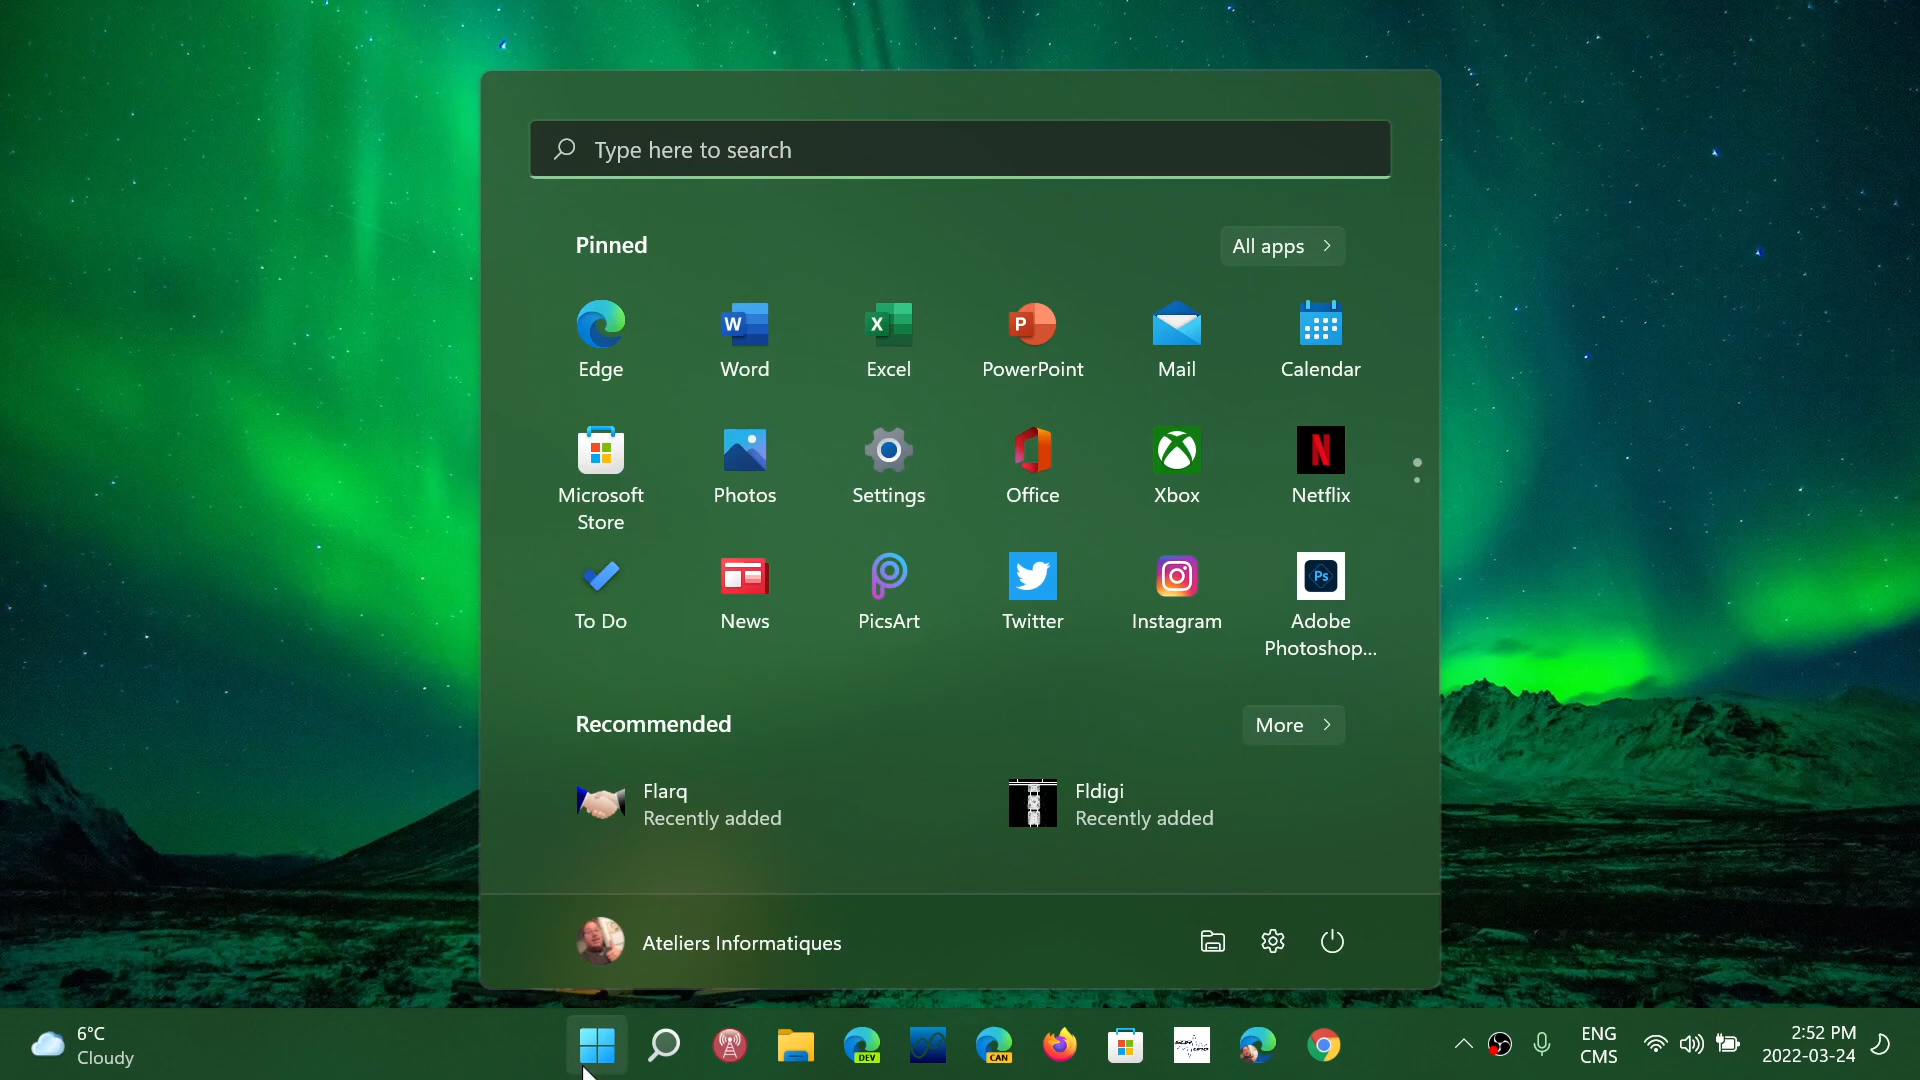 Type here to search
Pinned
All apps
Edge
Word
Excel
PowerPoint
Mail
Calendar
Microsoft
Store
Photos
Settings
Office
Xbox
Netflix
To Do
News
PicsArt
Twitter
Instagram
Adobe
Photoshop...
Recommended
More
Flarq
Recently added
Fldigi
Recently added
Ateliers Informatiques
6°C
Cloudy
DEV
CAN
ENG
CMS
2:52 PM
2022-03-24